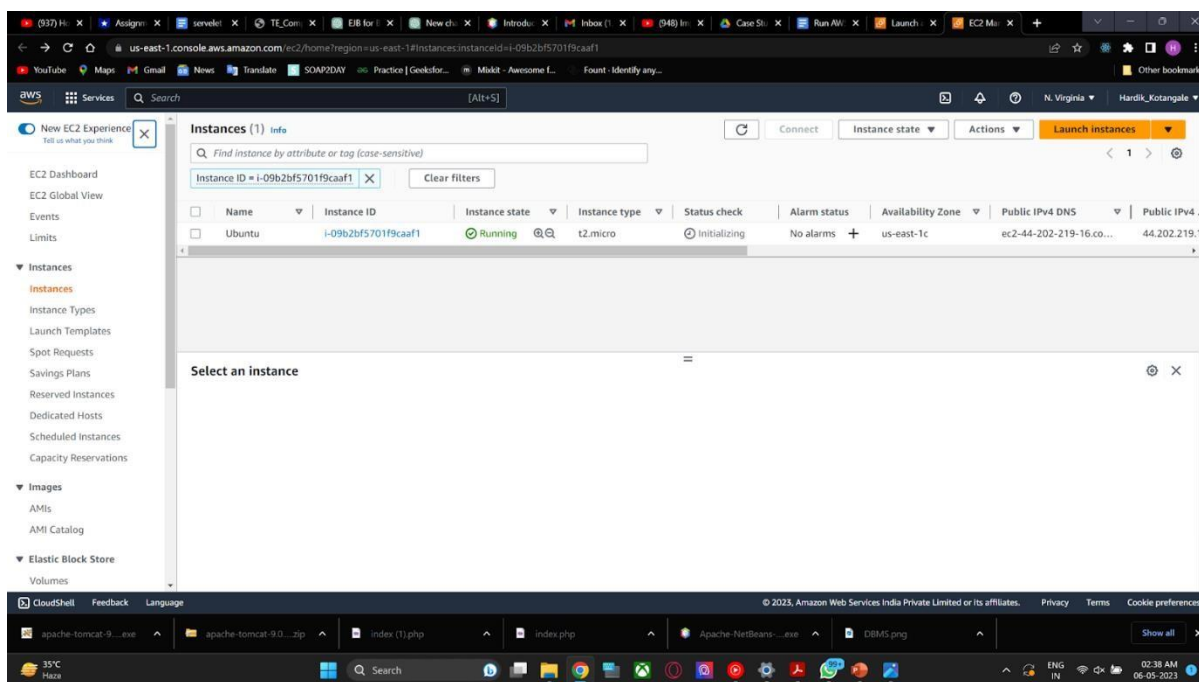 (937) Ho
Assignm
servelet
TE_Comp
EJB for B
New cha
Introduc
Inbox (1
(948) Im
Case Stu
Run AW
Launch
EC2 Man
us-east-1.console.aws.amazon.com/ec2/home?region=us-east-1#Instances:instanceId=i-09b2bf5701f9caaf1
YouTube
Maps
Gmail
News
Translate
SOAP2DAY
Practice | Geeksfor...
Mixkit - Awesome f...
Fount - Identify any...
Other bookmark
aws
Services
Search
[Alt+S]
N. Virginia
Hardik_Kotangale
New EC2 Experience
Tell us what you think
EC2 Dashboard
EC2 Global View
Events
Limits
Instances
Instances
Instance Types
Launch Templates
Spot Requests
Savings Plans
Reserved Instances
Dedicated Hosts
Scheduled Instances
Capacity Reservations
Images
AMIs
AMI Catalog
Elastic Block Store
Volumes
Instances (1) Info
Connect
Instance state
Actions
Launch instances
Find instance by attribute or tag (case-sensitive)
1
Instance ID = i-09b2bf5701f9caaf1
Clear filters
Name Instance ID Instance state Instance type Status check Alarm status Availability Zone Public IPv4 DNS Public IPv4
Ubuntu i-09b2bf5701f9caaf1 Running t2.micro Initializing No alarms + us-east-1c ec2-44-202-219-16.co... 44.202.219.
Select an instance
CloudShell Feedback Language
© 2023, Amazon Web Services India Private Limited or its affiliates. Privacy Terms Cookie preferences
apache-tomcat-9....exe
apache-tomcat-9.0....zip
index (1).php
index.php
Apache-NetBeans-....exe
DBMS.png
Show all
35°C
Haze
Search
99+
ENG
IN
02:38 AM
06-05-2023